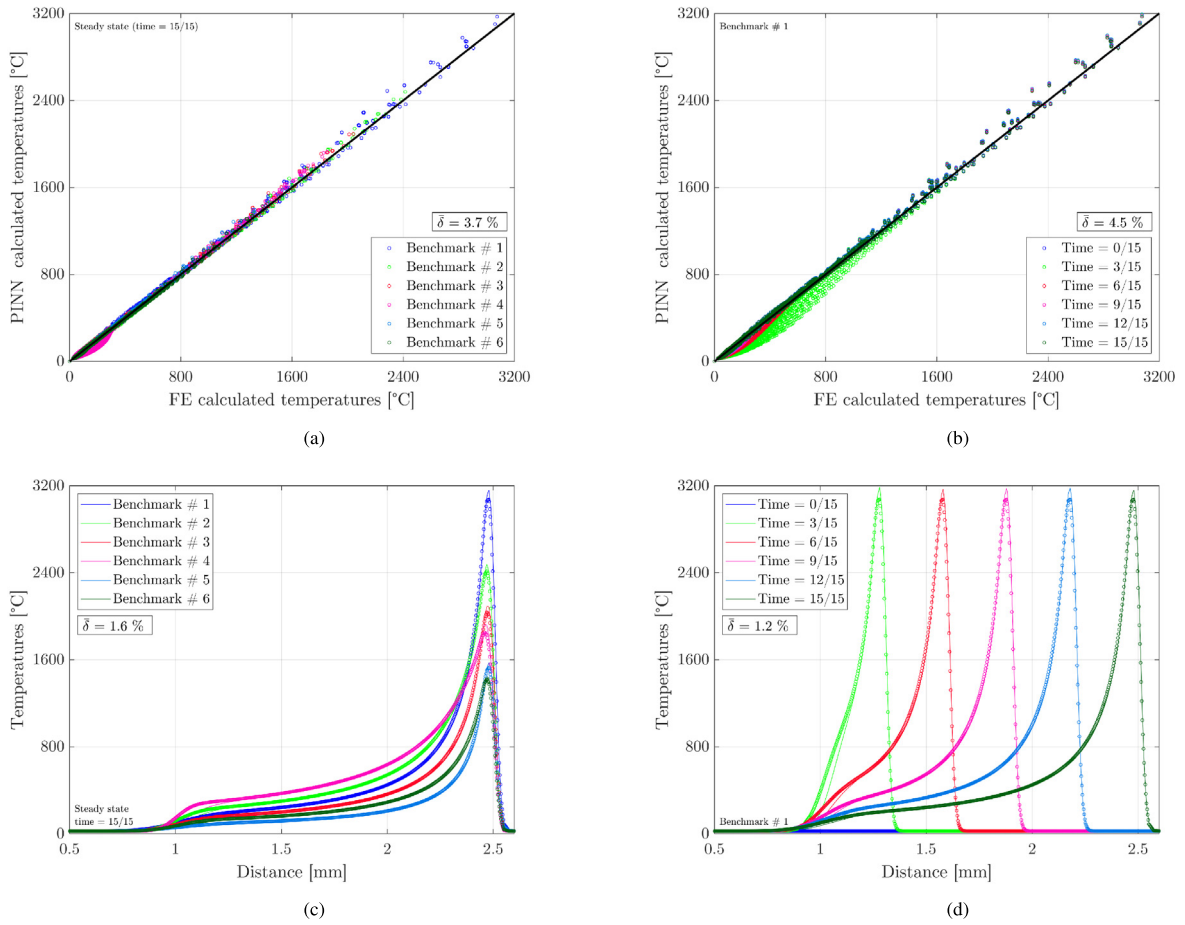 3200
2400
1600
800
0
PINN calculated temperatures [°C]
Steady state (time = 15/15)
δ̄ = 3.7 %
Benchmark # 1
Benchmark # 2
Benchmark # 3
Benchmark # 4
Benchmark # 5
Benchmark # 6
0 800 1600 2400 3200
FE calculated temperatures [°C]
(a)
3200
2400
1600
800
0
PINN calculated temperatures [°C]
Benchmark # 1
δ̄ = 4.5 %
Time = 0/15
Time = 3/15
Time = 6/15
Time = 9/15
Time = 12/15
Time = 15/15
0 800 1600 2400 3200
FE calculated temperatures [°C]
(b)
3200
2400
1600
800
0
Temperatures [°C]
Benchmark # 1
Benchmark # 2
Benchmark # 3
Benchmark # 4
Benchmark # 5
Benchmark # 6
δ̄ = 1.6 %
Steady state
time = 15/15
0.5 1 1.5 2 2.5
Distance [mm]
(c)
3200
2400
1600
800
0
Temperatures [°C]
Time = 0/15
Time = 3/15
Time = 6/15
Time = 9/15
Time = 12/15
Time = 15/15
δ̄ = 1.2 %
Benchmark # 1
0.5 1 1.5 2 2.5
Distance [mm]
(d)